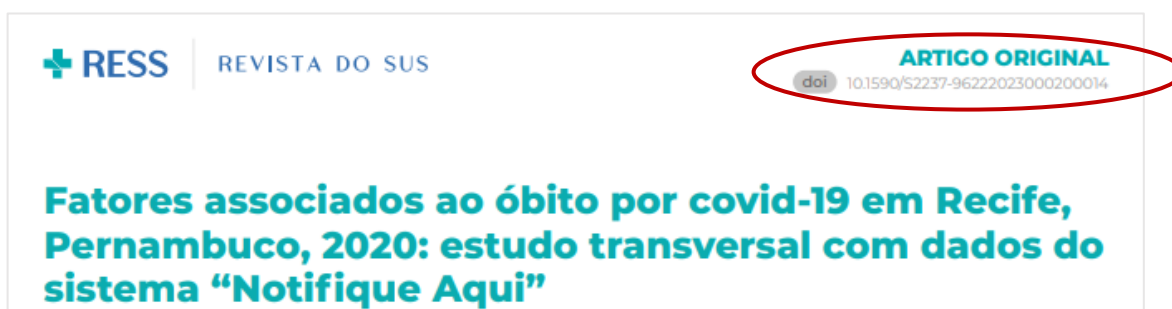 RESS
REVISTA DO SUS
ARTIGO ORIGINAL
doi 10.1590/S2237-96222023000200014
Fatores associados ao óbito por covid-19 em Recife,
Pernambuco, 2020: estudo transversal com dados do
sistema “Notifique Aqui”